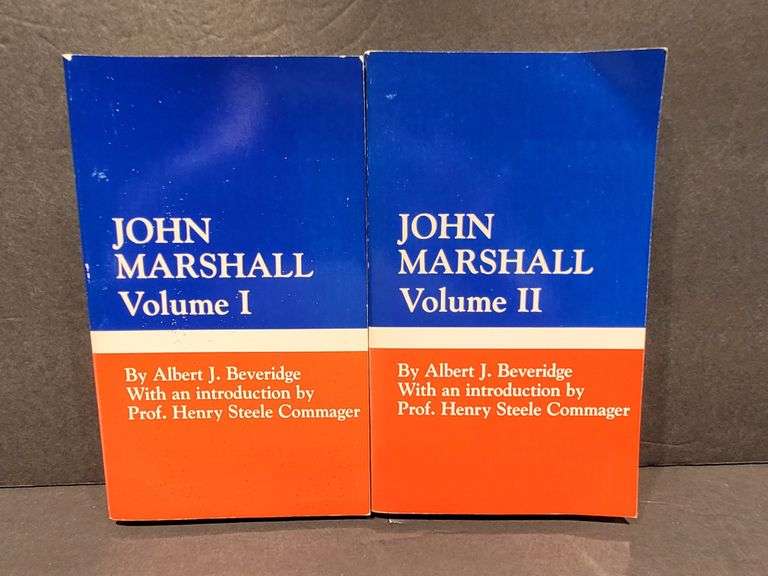 JOHN
MARSHALL
Volume I
By Albert J. Beveridge
With an introduction by
Prof. Henry Steele Commager
JOHN
MARSHALL
Volume II
By Albert J. Beveridge
With an introduction by
Prof. Henry Steele Commager